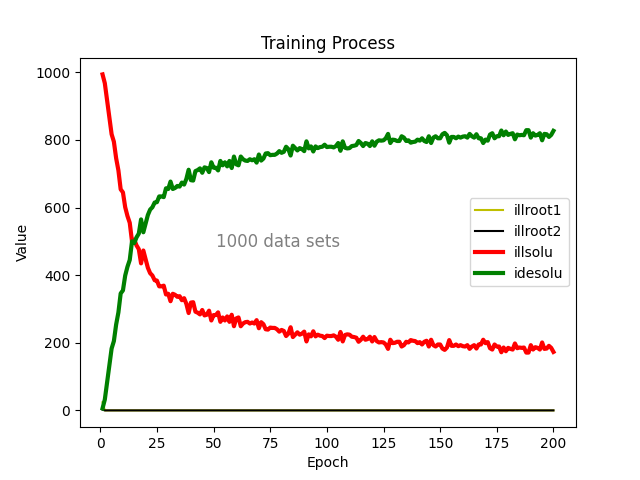 Training Process
1000
800
600
400
200
0
Value
1000 data sets
illroot1
illroot2
illsolu
idesolu
0 25 50 75 100 125 150 175 200
Epoch